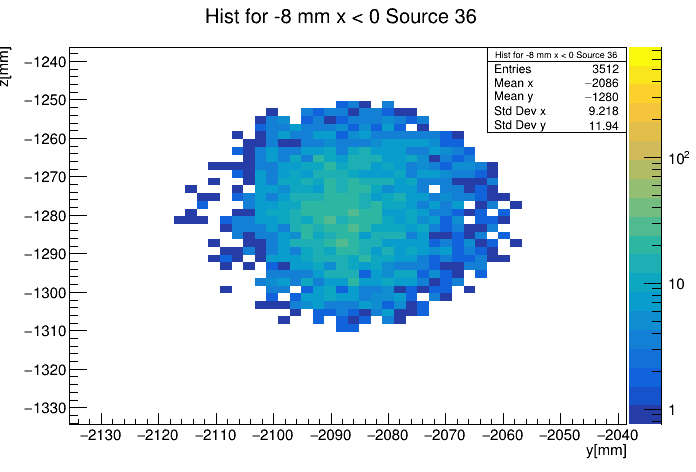 Hist for -8 mm x < 0 Source 36
z[mm]
Hist for -8 mm x < 0 Source 36
Entries 3512
Mean x −2086
Mean y −1280
Std Dev x 9.218
Std Dev y 11.94
−1240
−1250
−1260
−1270
−1280
−1290
−1300
−1310
−1320
−1330
10²
10
1
−2130 −2120 −2110 −2100 −2090 −2080 −2070 −2060 −2050 −2040
y[mm]